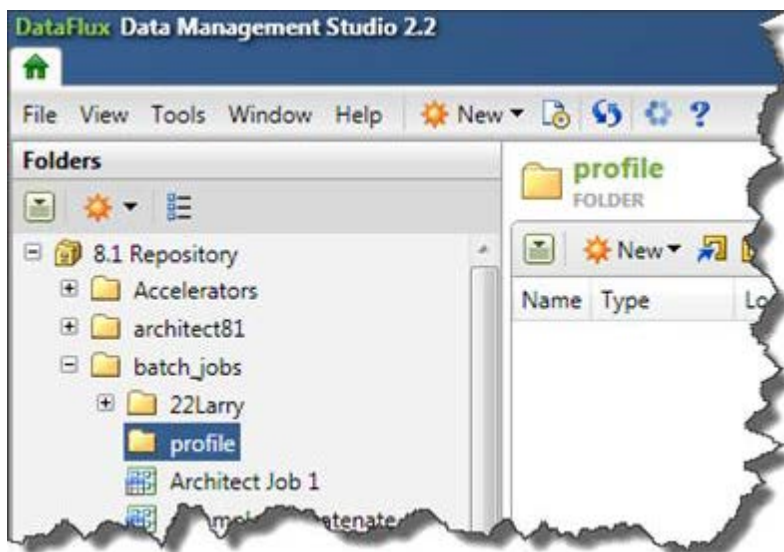 DataFlux Data Management Studio 2.2
File View Tools Window Help New ?
Folders
profile
FOLDER
New
8.1 Repository
Name Type
Accelerators
architect81
batch_jobs
22Larry
profile
Architect Job 1